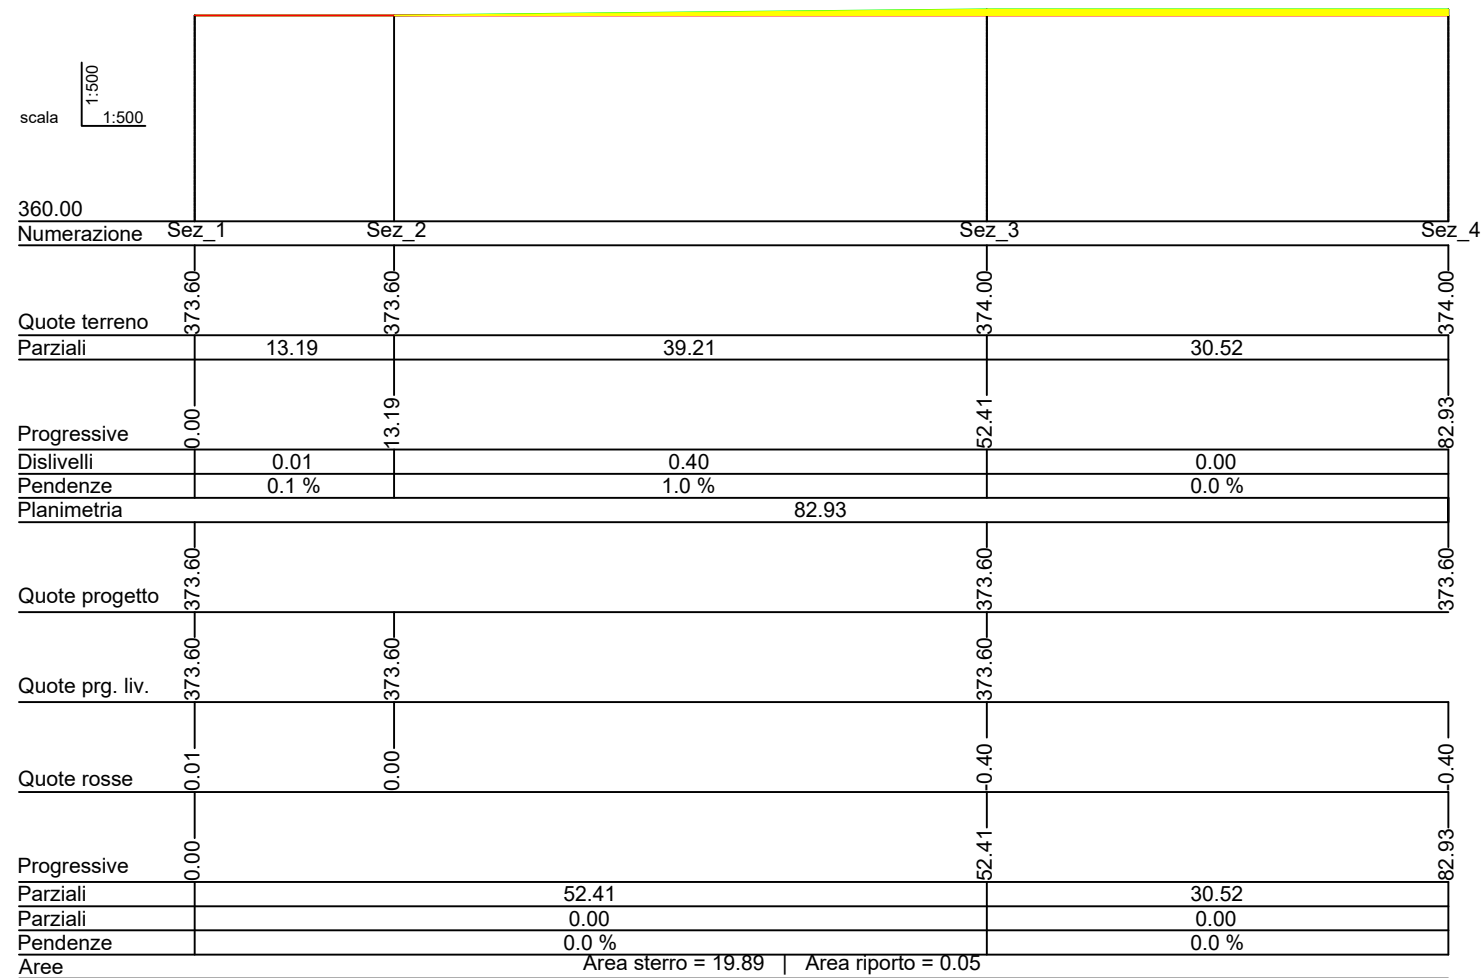 1:500
scala 1:500
360.00
Numerazione Sez_1 Sez_2 Sez_3 Sez_4
Quote terreno 373.60 373.60 374.00 374.00
Parziali 13.19 39.21 30.52
Progressive 0.00 13.19 52.41 82.93
Dislivelli 0.01 0.40 0.00
Pendenze 0.1 % 1.0 % 0.0 %
Planimetria 82.93
Quote progetto 373.60 373.60 373.60
Quote prg. liv. 373.60 373.60 373.60
Quote rosse 0.01 0.00 -0.40 -0.40
Progressive 0.00 52.41 82.93
Parziali 52.41 30.52
Parziali 0.00 0.00
Pendenze 0.0 % 0.0 %
Aree Area sterro = 19.89 | Area riporto = 0.05